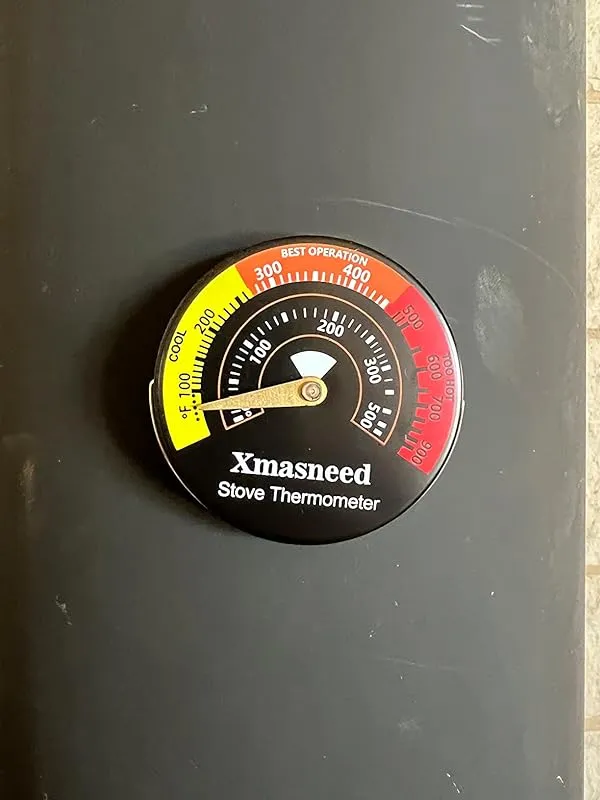 BEST OPERATION
300 400
COOL 200 500
°F 100 600 TOO HOT
700
900
100 200 300 500
°C
Xmasneed
Stove Thermometer